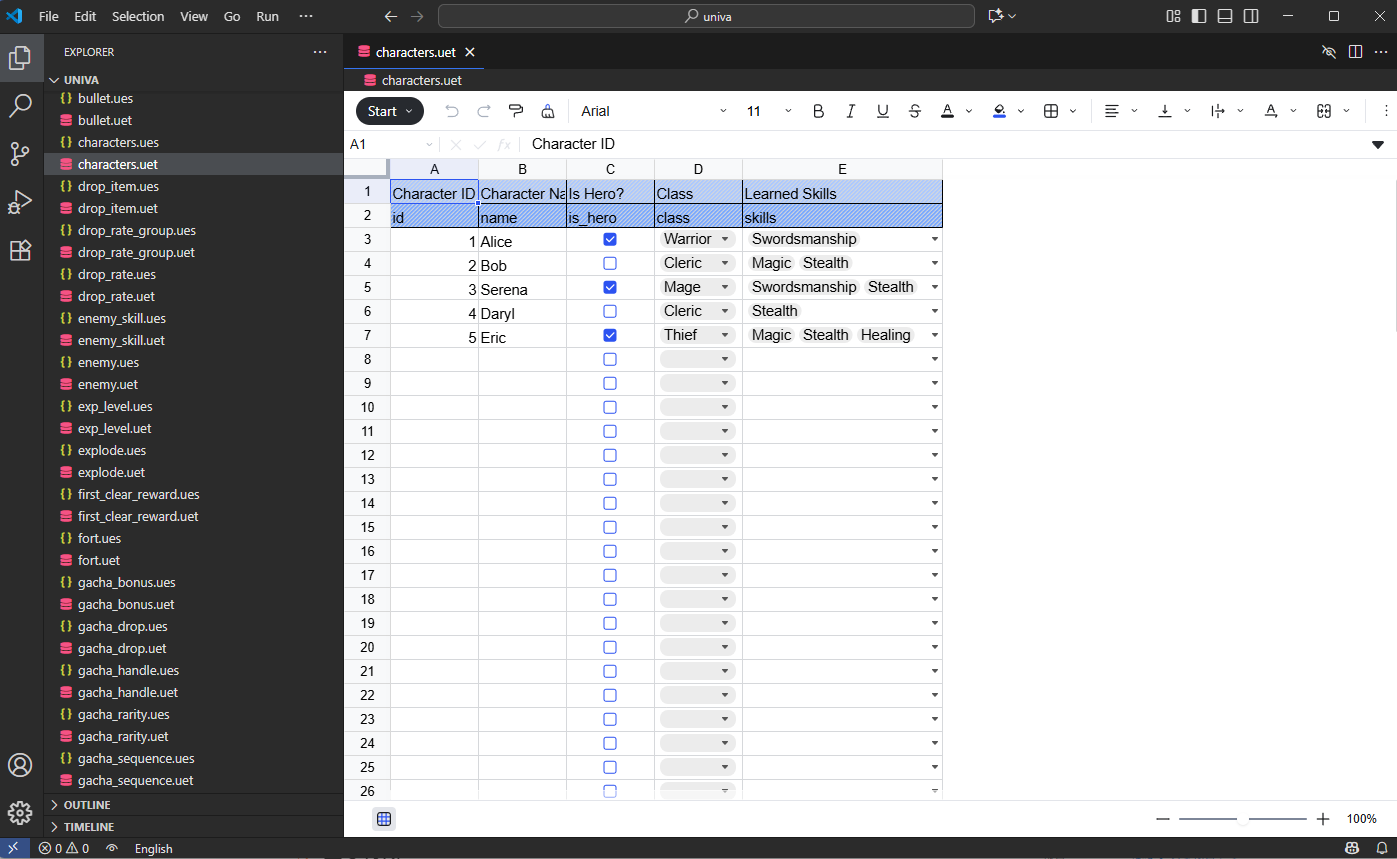 File Edit Selection View Go Run ···
univa
EXPLORER ···
UNIVA
{} bullet.ues
bullet.uet
{} characters.ues
characters.uet
{} drop_item.ues
drop_item.uet
{} drop_rate_group.ues
drop_rate_group.uet
{} drop_rate.ues
drop_rate.uet
{} enemy_skill.ues
enemy_skill.uet
{} enemy.ues
enemy.uet
{} exp_level.ues
exp_level.uet
{} explode.ues
explode.uet
{} first_clear_reward.ues
first_clear_reward.uet
{} fort.ues
fort.uet
{} gacha_bonus.ues
gacha_bonus.uet
{} gacha_drop.ues
gacha_drop.uet
{} gacha_handle.ues
gacha_handle.uet
{} gacha_rarity.ues
gacha_rarity.uet
{} gacha_sequence.ues
gacha_sequence.uet
OUTLINE
TIMELINE
characters.uet
characters.uet
Start Arial 11 B I U S A A
A1 fx Character ID
A B C D E
1 Character ID Character Na Is Hero? Class Learned Skills
2 id name is_hero class skills
3 1 Alice Warrior Swordsmanship
4 2 Bob Cleric Magic Stealth
5 3 Serena Mage Swordsmanship Stealth
6 4 Daryl Cleric Stealth
7 5 Eric Thief Magic Stealth Healing
8
9
10
11
12
13
14
15
16
17
18
19
20
21
22
23
24
25
26
100%
0 0 English